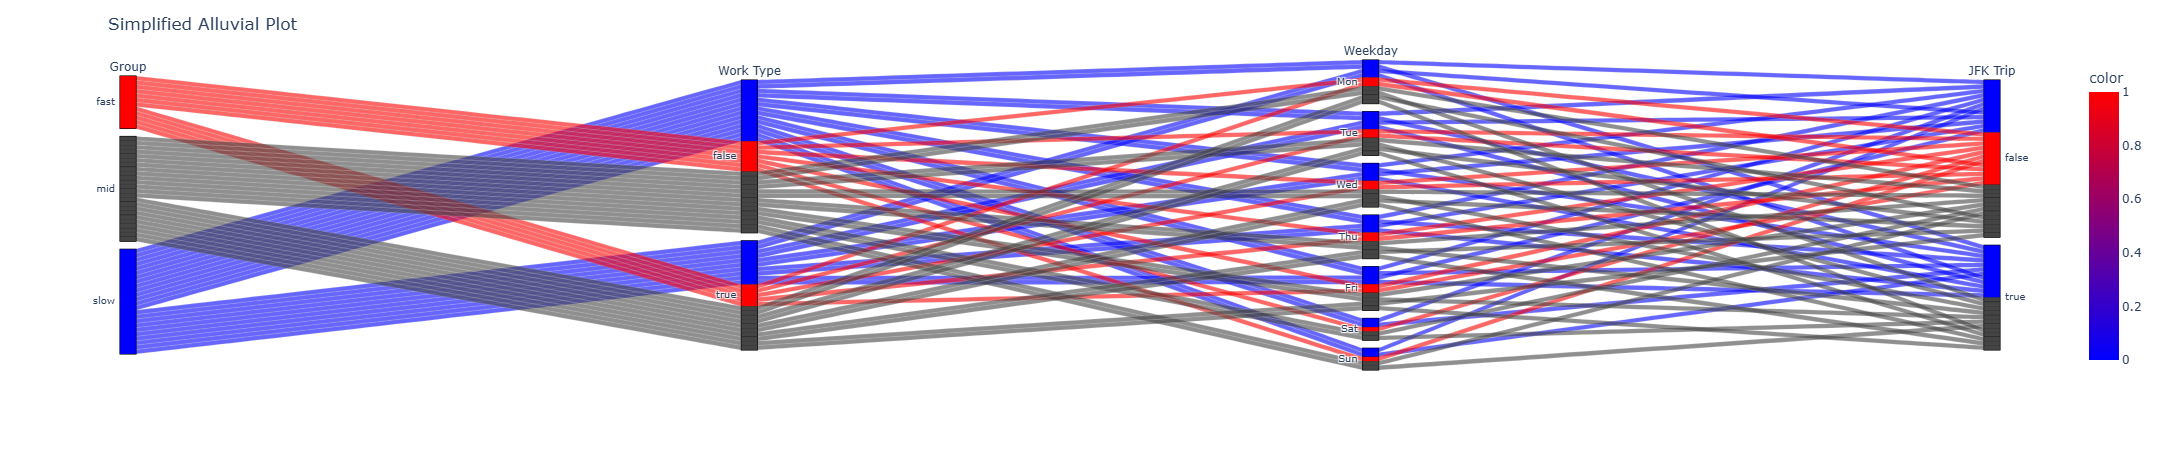 Simplified Alluvial Plot
Group
fast
mid
slow
Work Type
false
true
Weekday
Mon
Tue
Wed
Thu
Fri
Sat
Sun
JFK Trip
false
true
color
1
0.8
0.6
0.4
0.2
0